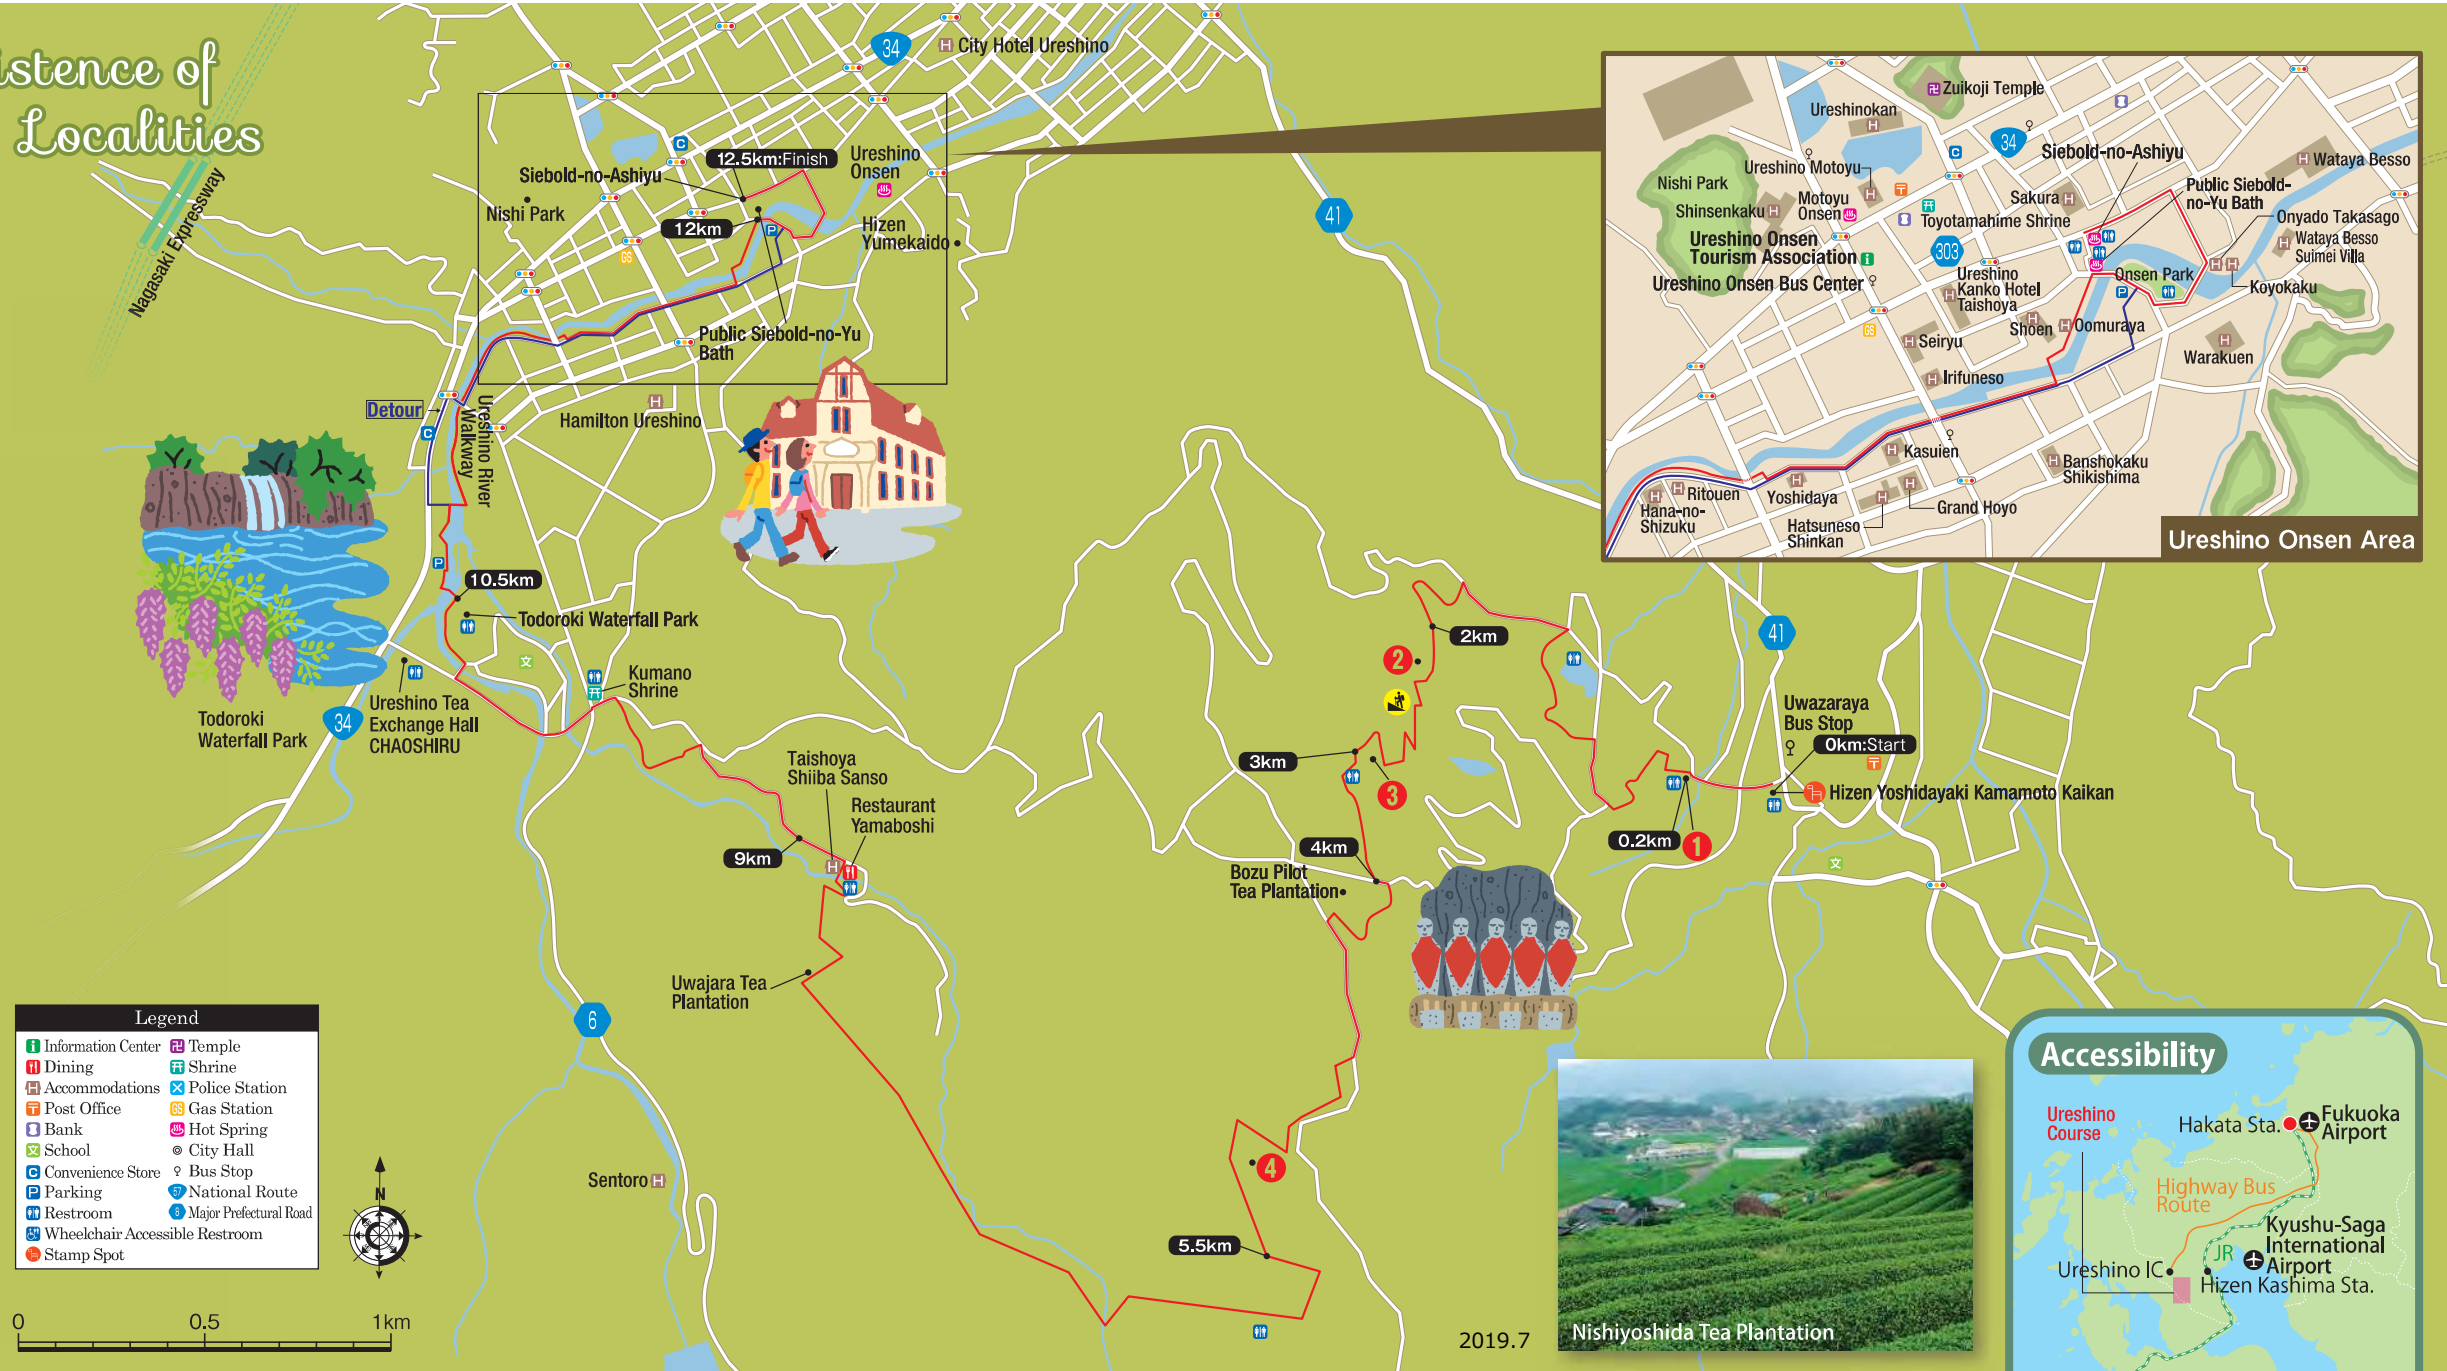 istence of
Localities
Nagasaki Expressway
34
City Hotel Ureshino
12.5km:Finish
Ureshino
Onsen
Siebold-no-Ashiyu
Nishi Park
12km
P
Hizen
Yumekaido
C
GS
Public Siebold-no-Yu
Bath
Detour
C
Ureshino River
Walkway
Hamilton Ureshino
P
10.5km
Todoroki Waterfall Park
文
Kumano
Shrine
Todoroki
Waterfall Park
34
Ureshino Tea
Exchange Hall
CHAOSHIRU
Taishoya
Shiiba Sanso
Restaurant
Yamaboshi
9km
Uwajara Tea
Plantation
6
Sentoro
41
2km
2
3km
3
4km
Bozu Pilot
Tea Plantation
4
5.5km
41
Uwazaraya
Bus Stop
0km:Start
Hizen Yoshidayaki Kamamoto Kaikan
0.2km
1
文
Zuikoji Temple
Ureshinokan
34
C
Siebold-no-Ashiyu
Wataya Besso
Ureshino Motoyu
Nishi Park
Shinsenkaku
Motoyu
Onsen
Sakura
Public Siebold-
no-Yu Bath
Toyotamahime Shrine
Onyado Takasago
Ureshino Onsen
Tourism Association
303
Wataya Besso
Suimei Villa
Ureshino Onsen Bus Center
Ureshino
Kanko Hotel
Taishoya
Onsen Park
P
Koyokaku
GS
Shoen
Oomuraya
Seiryu
Warakuen
Irifuneso
Kasuien
Banshokaku
Shikishima
Ritouen
Yoshidaya
Hana-no-
Shizuku
Grand Hoyo
Hatsuneso
Shinkan
Ureshino Onsen Area
Legend
Information Center
Temple
Dining
Shrine
Accommodations
Police Station
Post Office
GS Gas Station
Bank
Hot Spring
文 School
City Hall
C Convenience Store
Bus Stop
P Parking
57 National Route
Restroom
8 Major Prefectural Road
Wheelchair Accessible Restroom
Stamp Spot
N
0 0.5 1km
2019.7
Nishiyoshida Tea Plantation
Accessibility
Ureshino
Course
Hakata Sta.
Fukuoka
Airport
Highway Bus
Route
Kyushu-Saga
International
Airport
JR
Ureshino IC
Hizen Kashima Sta.